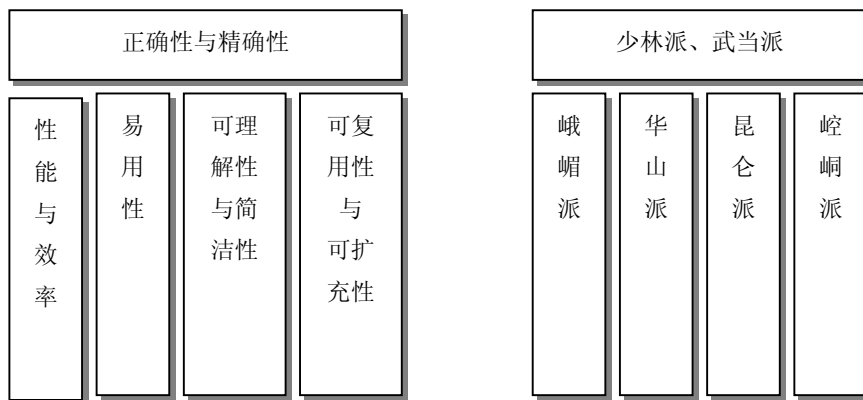 正确性与精确性
少林派、武当派
性能与效率
易用性
可理
解性
与简
洁性
可复
用性
与
可扩
充性
峨嵋派
华山派
昆仑派
崆峒派